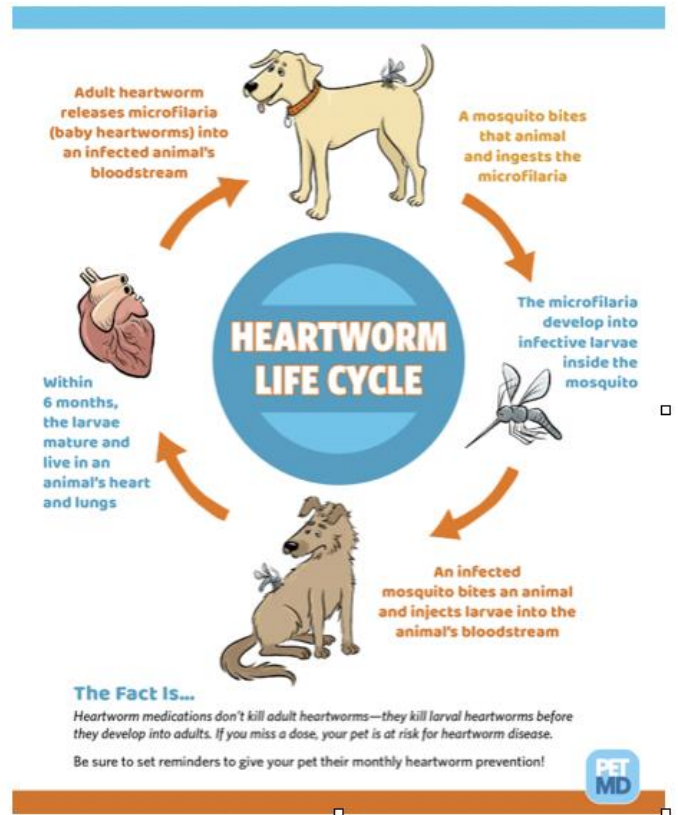 Adult heartworm
releases microfilaria
(baby heartworms) into
an infected animal's
bloodstream
A mosquito bites
that animal
and ingests the
microfilaria
The microfilaria
develop into
infective larvae
inside the
mosquito
HEARTWORM
LIFE CYCLE
Within
6 months,
the larvae
mature and
live in an
animal's heart
and lungs
An infected
mosquito bites an animal
and injects larvae into the
animal's bloodstream
The Fact Is...
Heartworm medications don't kill adult heartworms—they kill larval heartworms before
they develop into adults. If you miss a dose, your pet is at risk for heartworm disease.
Be sure to set reminders to give your pet their monthly heartworm prevention!
PET
MD